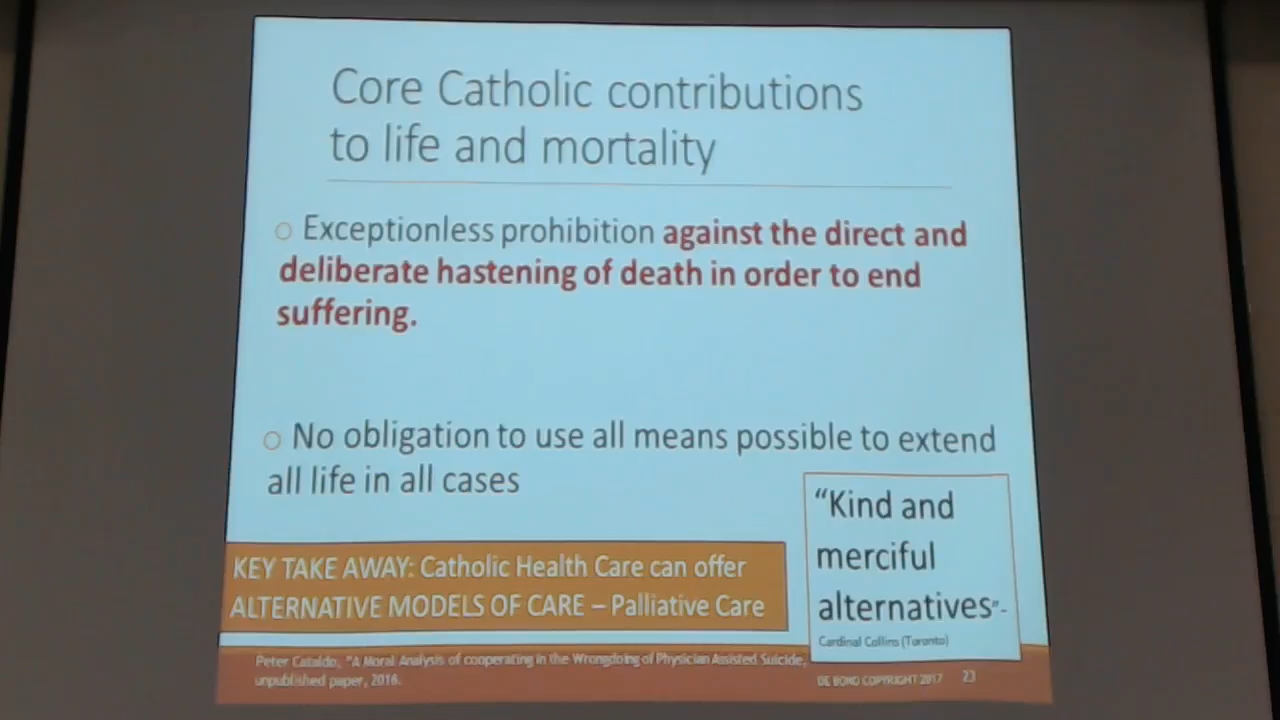 Core Catholic contributions
to life and mortality
Exceptionless prohibition against the direct and
deliberate hastening of death in order to end
suffering.
No obligation to use all means possible to extend
all life in all cases
"Kind and
merciful
alternatives"-
Cardinal Collins (Toronto)
KEY TAKE AWAY: Catholic Health Care can offer
ALTERNATIVE MODELS OF CARE – Palliative Care
Peter Cataldo, "A Moral Analysis of cooperating in the Wrongdoing of Physician Assisted Suicide,
unpublished paper, 2016.
DE BONO COPYRIGHT 2017
23